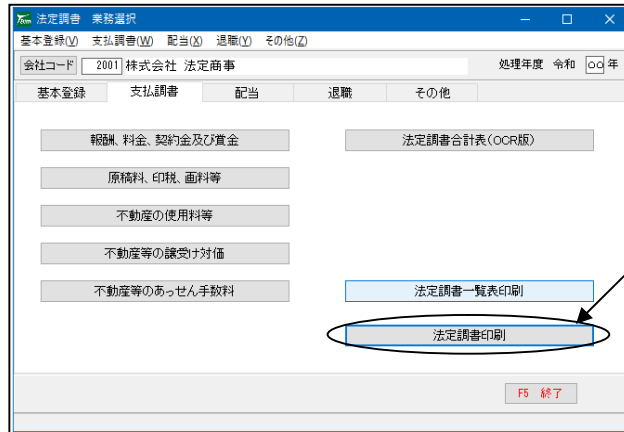 法定調書 業務選択
基本登録(V) 支払調書(W) 配当(X) 退職(Y) その他(Z)
会社コード 2001 株式会社 法定商事 処理年度 令和 ○○ 年
基本登録 支払調書 配当 退職 その他
報酬、料金、契約金及び賞金 法定調書合計表(OCR版)
原稿料、印税、画料等
不動産の使用料等
不動産等の譲受け対価
不動産等のあっせん手数料 法定調書一覧表印刷
法定調書印刷
F5 終了